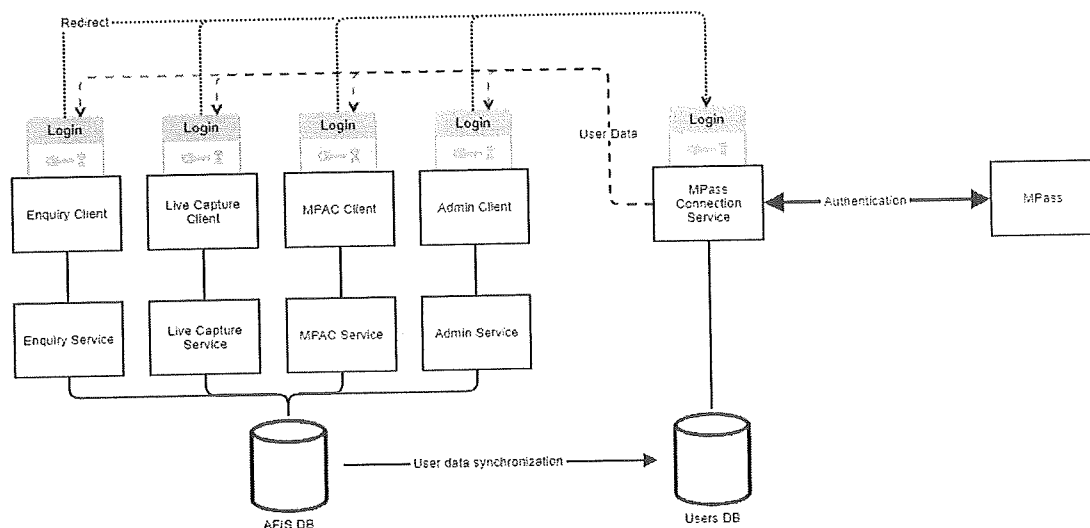 Redirect
Login
Login
Login
Login
User Data
Login
Enquiry Client
Live Capture
Client
MPAC Client
Admin Client
MPass
Connection
Service
Authentication
MPass
Enquiry Service
Live Capture
Service
MPAC Service
Admin Service
User data synchronization
AFIS DB
Users DB